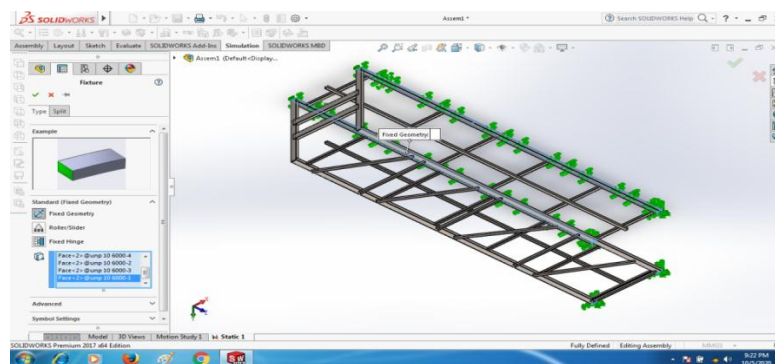 SOLIDWORKS
Assem1 *
Search SOLIDWORKS Help
Assembly Layout Sketch Evaluate SOLIDWORKS Add-Ins Simulation SOLIDWORKS MBD
Assem1 (Default<Display...
Fixture
Type Split
Example
Fixed Geometry:
Standard (Fixed Geometry)
Fixed Geometry
Roller/Slider
Fixed Hinge
Face<2>@unp 10 6000-4
Face<2>@unp 10 6000-2
Face<2>@unp 10 6000-3
Face<2>@unp 10 6000-1
Advanced
Symbol Settings
Model 3D Views Motion Study 1 Static 1
SOLIDWORKS Premium 2017 x64 Edition
Fully Defined Editing Assembly MMGS
9:22 PM